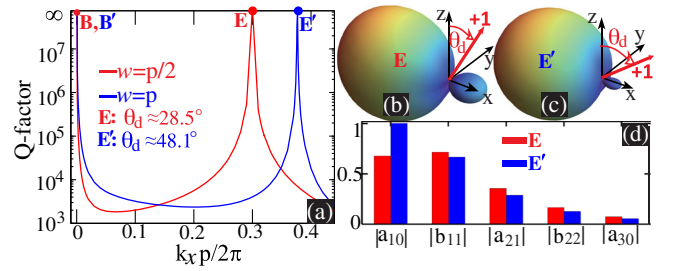 ∞
B,B′
E
E′
w=p/2
w=p
E: θd≈28.5°
E′: θd≈48.1°
10⁷
10⁶
10⁵
10⁴
10³
Q-factor
0
0.1
0.2
0.3
0.4
kₓp/2π
(a)
z
+1
θd
y
E
x
(b)
z
θd
y
E′
+1
x
(c)
1
0.5
0
E
E′
(d)
|a₁₀|
|b₁₁|
|a₂₁|
|b₂₂|
|a₃₀|